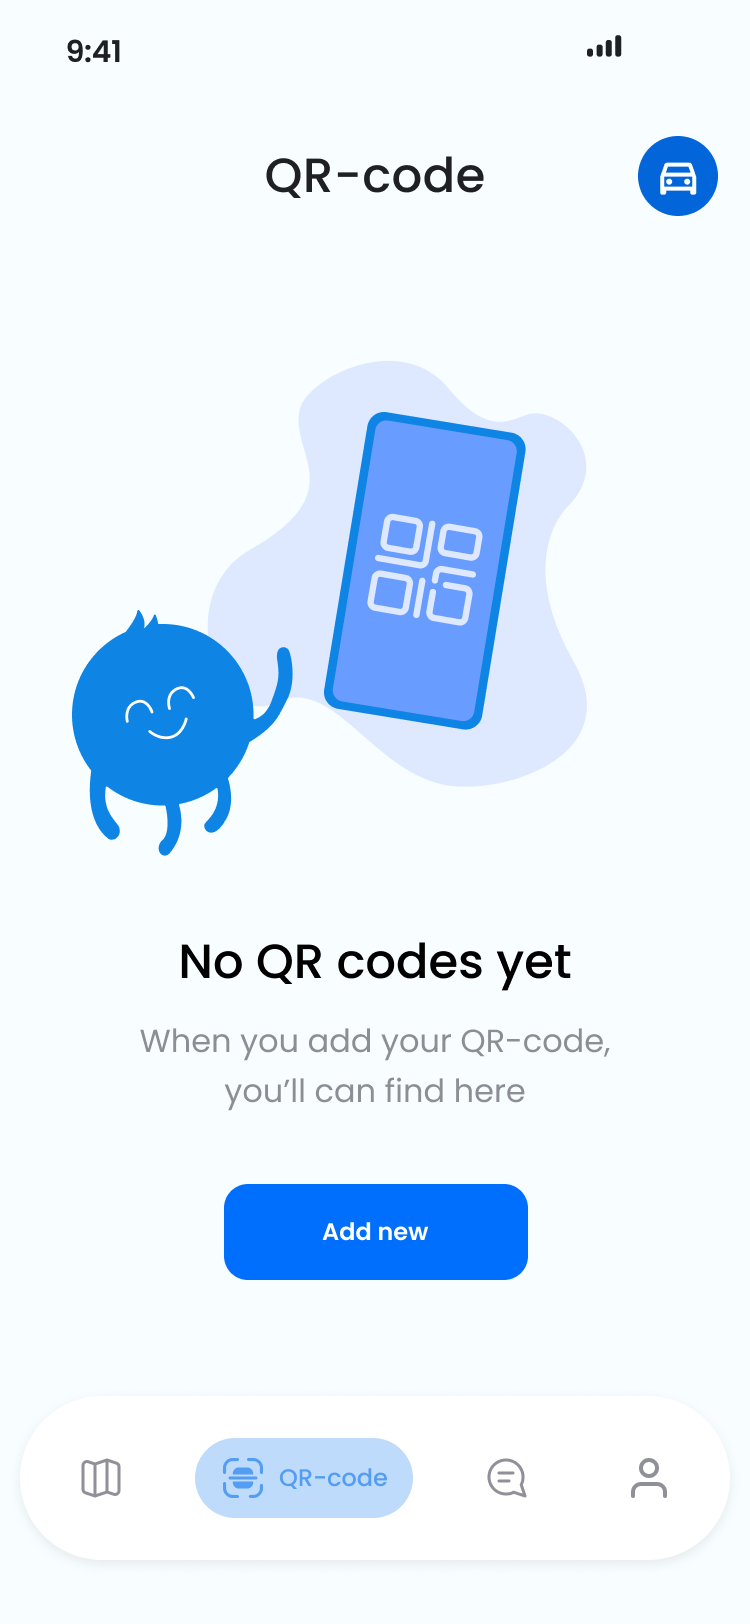 9:41
QR-code
No QR codes yet
When you add your QR-code,
you’ll can find here
Add new
QR-code